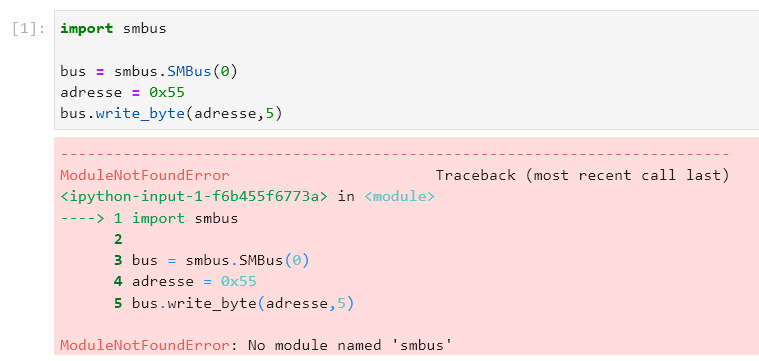 [1]: import smbus
bus = smbus.SMBus(0)
adresse = 0x55
bus.write_byte(adresse,5)
---------------------------------------------------------------------------
ModuleNotFoundError                       Traceback (most recent call last)
<ipython-input-1-f6b455f6773a> in <module>
----> 1 import smbus
      2
      3 bus = smbus.SMBus(0)
      4 adresse = 0x55
      5 bus.write_byte(adresse,5)
ModuleNotFoundError: No module named 'smbus'